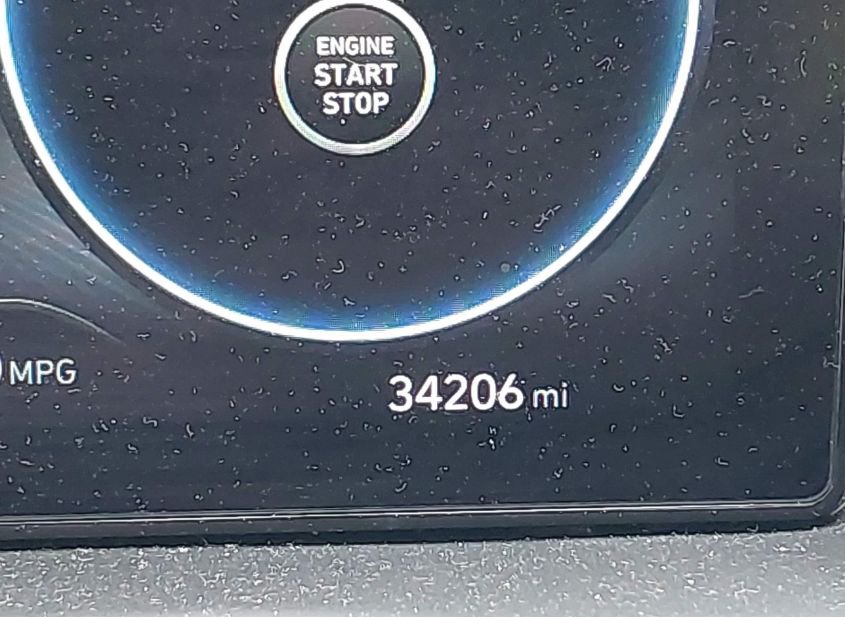 ENGINE
START
STOP
MPG
34206 mi